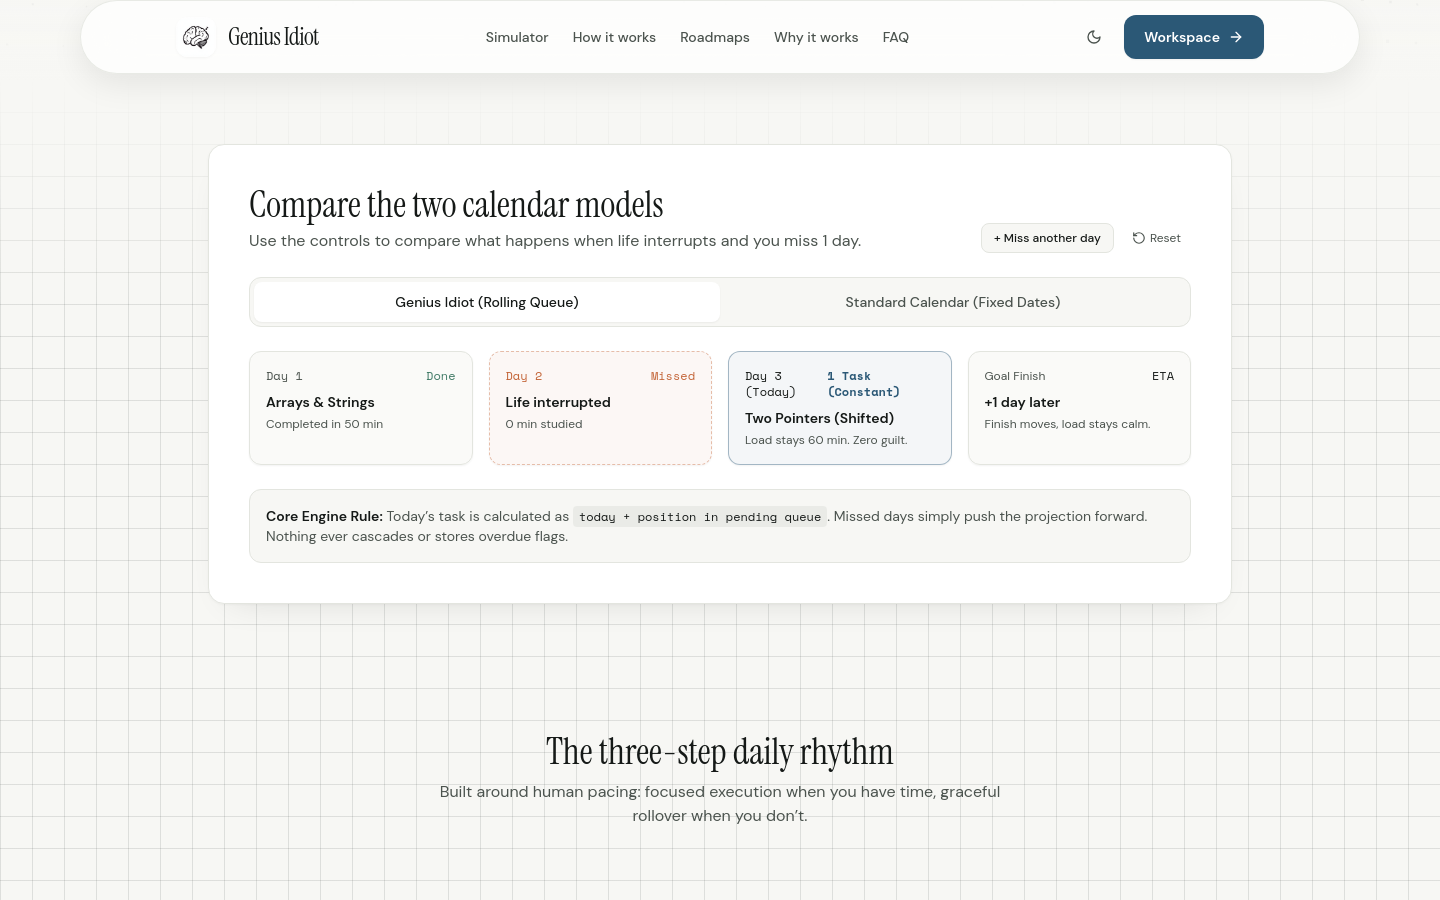 Genius Idiot
Simulator
How it works
Roadmaps
Why it works
FAQ
Workspace
Compare the two calendar models
Use the controls to compare what happens when life interrupts and you miss 1 day.
+ Miss another day
Reset
Genius Idiot (Rolling Queue)
Standard Calendar (Fixed Dates)
Day 1
Done
Arrays & Strings
Completed in 50 min
Day 2
Missed
Life interrupted
0 min studied
Day 3
(Today)
1 Task
(Constant)
Two Pointers (Shifted)
Load stays 60 min. Zero guilt.
Goal Finish
ETA
+1 day later
Finish moves, load stays calm.
Core Engine Rule: Today’s task is calculated as today + position in pending queue. Missed days simply push the projection forward.
Nothing ever cascades or stores overdue flags.
The three-step daily rhythm
Built around human pacing: focused execution when you have time, graceful
rollover when you don’t.